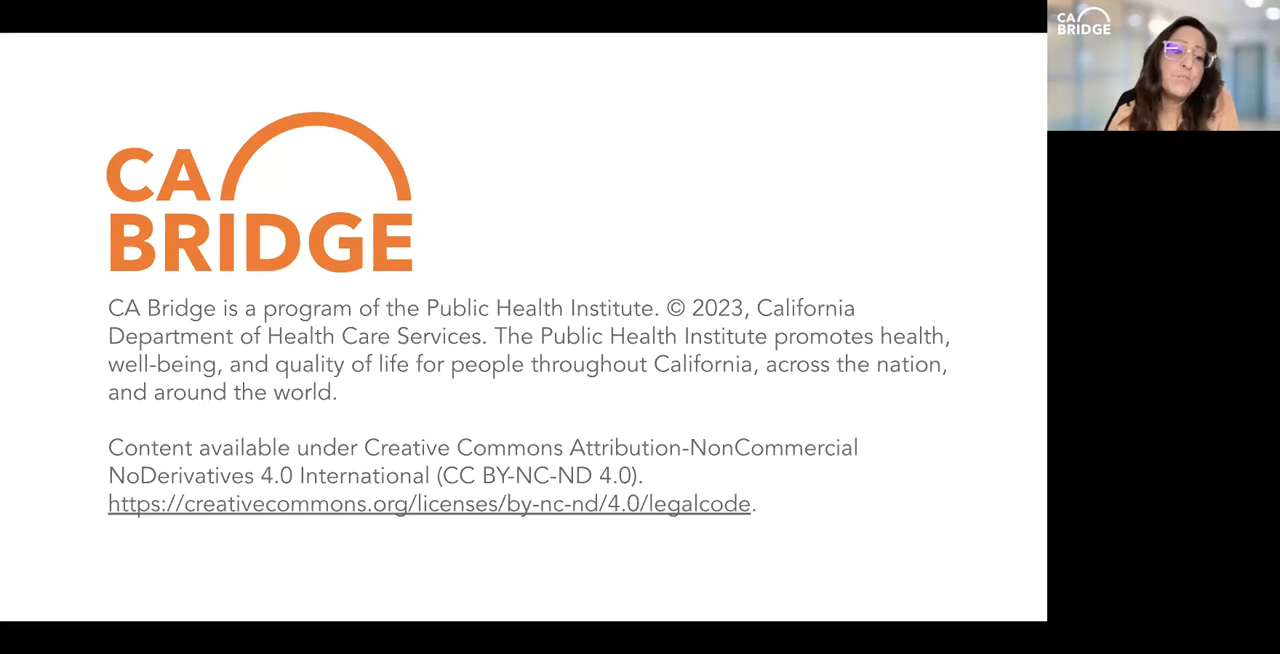 CA
BRIDGE
CA Bridge is a program of the Public Health Institute. © 2023, California
Department of Health Care Services. The Public Health Institute promotes health,
well-being, and quality of life for people throughout California, across the nation,
and around the world.
Content available under Creative Commons Attribution-NonCommercial
NoDerivatives 4.0 International (CC BY-NC-ND 4.0).
https://creativecommons.org/licenses/by-nc-nd/4.0/legalcode.
CA
BRIDGE